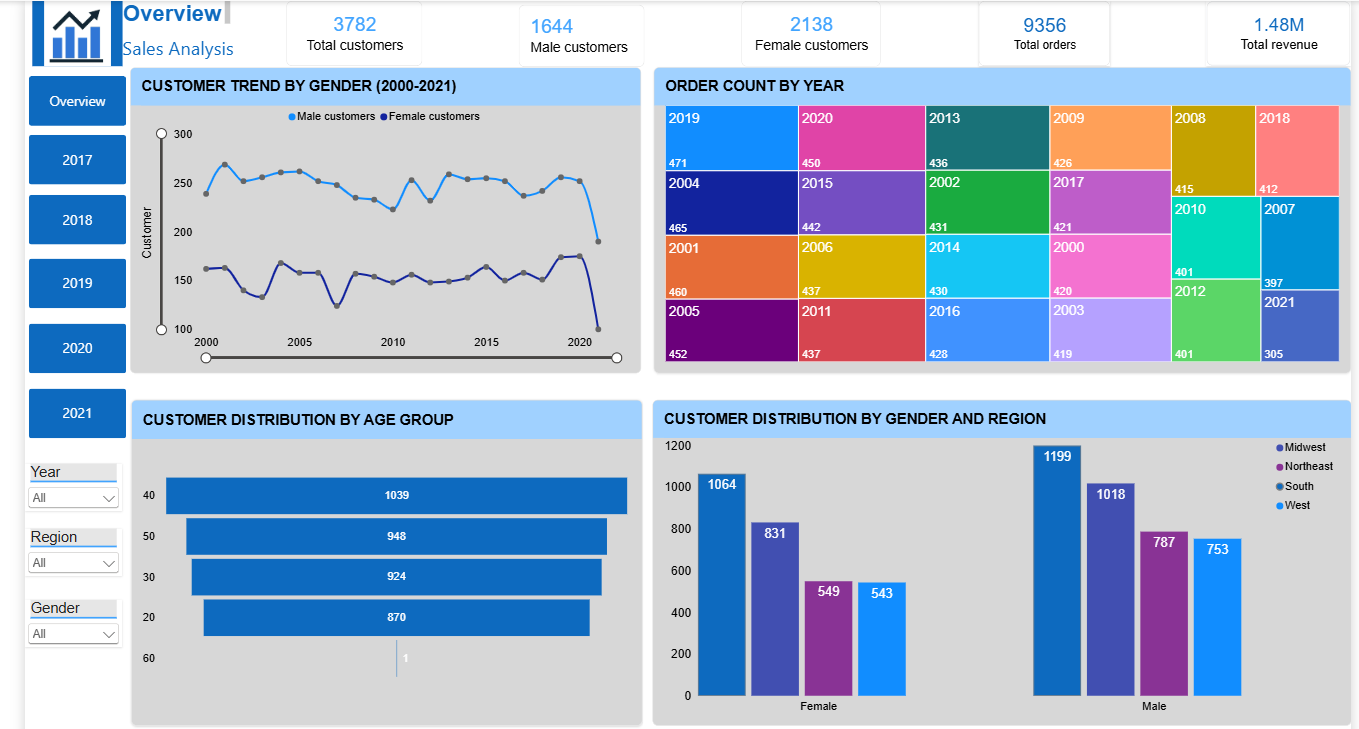 Overview
Sales Analysis
3782
Total customers
1644
Male customers
2138
Female customers
9356
Total orders
1.48M
Total revenue
Overview
2017
2018
2019
2020
2021
Year
All
Region
All
Gender
All
CUSTOMER TREND BY GENDER (2000-2021)
Male customers Female customers
Customer
300
250
200
150
100
2000 2005 2010 2015 2020
ORDER COUNT BY YEAR
2019
471
2004
465
2001
460
2005
452
2020
450
2015
442
2006
437
2011
437
2013
436
2002
431
2014
430
2016
428
2009
426
2017
421
2000
420
2003
419
2008
415
2018
412
2010
401
2012
401
2007
397
2021
305
CUSTOMER DISTRIBUTION BY AGE GROUP
40 1039
50 948
30 924
20 870
60 1
CUSTOMER DISTRIBUTION BY GENDER AND REGION
1200
1000
800
600
400
200
0
1064
831
549
543
1199
1018
787
753
Female Male
Midwest
Northeast
South
West